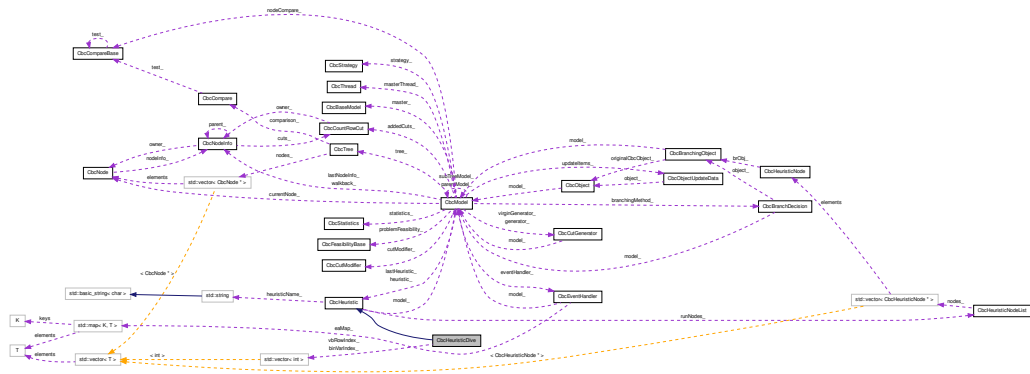 nodeCompare_
test_
CbcCompareBase
test_
CbcStrategy
strategy_
CbcThread
masterThread_
CbcBaseModel
master_
CbcCompare
owner_
comparison_
CbcCountRowCut
addedCuts_
parent_
CbcNodeInfo
cuts_
CbcTree
tree_
owner_
nodeInfo_
nodes_
CbcNode
elements
std::vector< CbcNode * >
lastNodeInfo_
walkback_
currentNode_
subTreeModel_
parentModel_
CbcModel
model_
updateItems_
originalCbcObject_
CbcBranchingObject
brObj_
object_
CbcHeuristicNode
model_
CbcObject
object_
CbcObjectUpdateData
branchingMethod_
CbcBranchDecision
elements
statistics_
CbcStatistics
problemFeasibility_
CbcFeasibilityBase
cutModifier_
CbcCutModifier
virginGenerator_
generator_
CbcCutGenerator
model_
model_
< CbcNode * >
lastHeuristic_
heuristic_
eventHandler_
std::basic_string< char >
std::string
heuristicName_
CbcHeuristic
model_
model_
CbcEventHandler
std::vector< CbcHeuristicNode * >
nodes_
CbcHeuristicNodeList
K
keys
std::map< K, T >
eaMap_
runNodes_
elements
T
elements
std::vector< T >
< int >
std::vector< int >
vbRowIndex_
binVarIndex_
CbcHeuristicDive
< CbcHeuristicNode * >